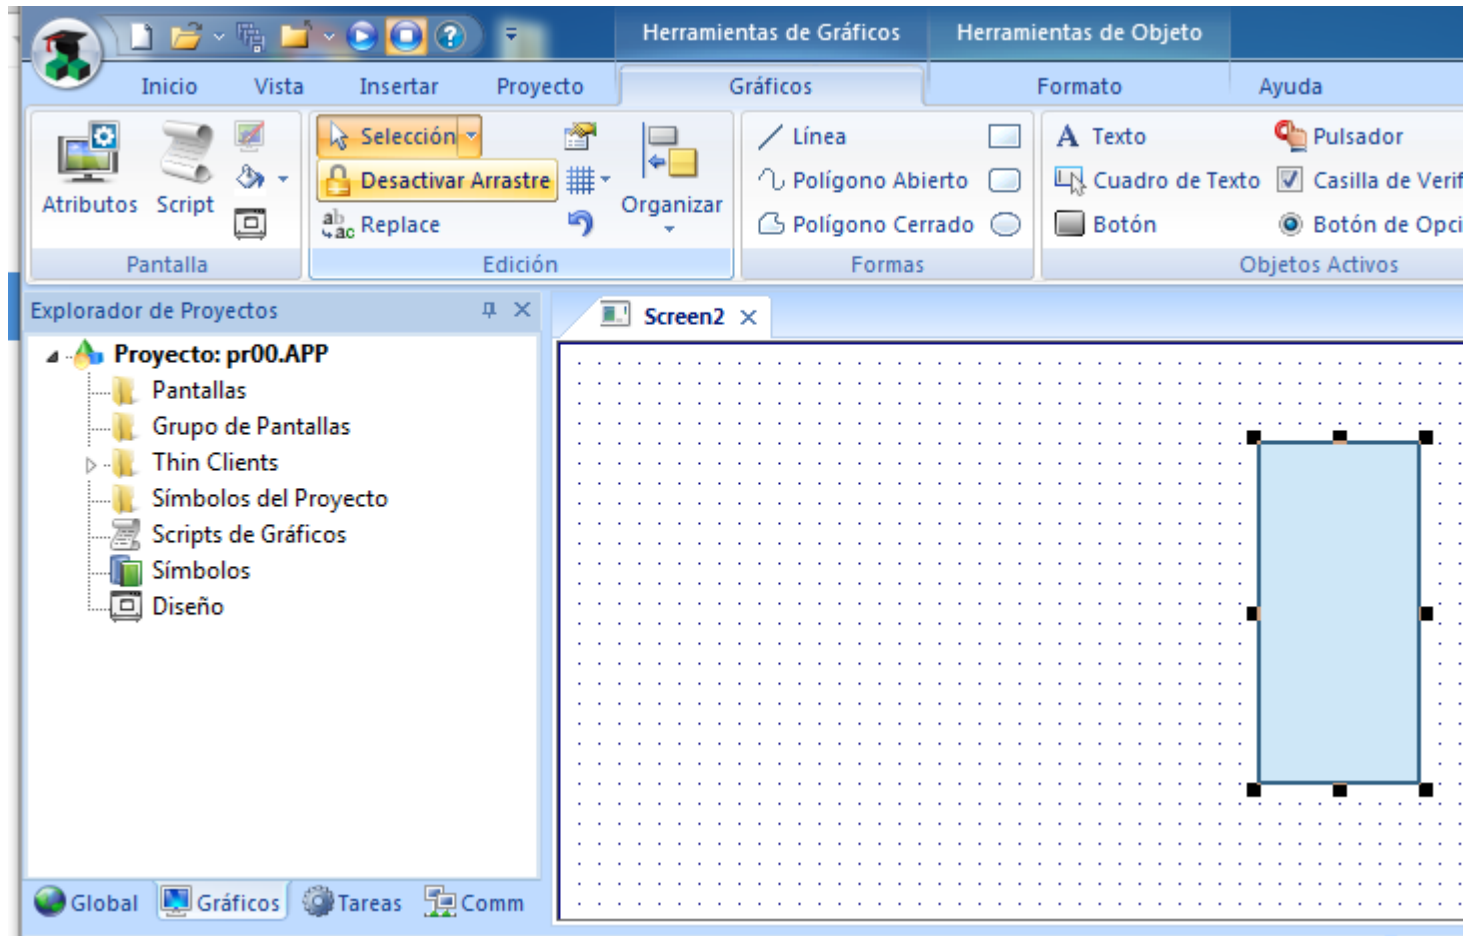 Herramientas de Gráficos Herramientas de Objeto
Inicio Vista Insertar Proyecto Gráficos Formato Ayuda
Atributos
Script
Pantalla
Selección
Desactivar Arrastre
Replace
Organizar
Edición
Línea
Polígono Abierto
Polígono Cerrado
Formas
A Texto
Cuadro de Texto
Botón
Pulsador
Casilla de Verif
Botón de Opci
Objetos Activos
Explorador de Proyectos
Proyecto: pr00.APP
Pantallas
Grupo de Pantallas
Thin Clients
Símbolos del Proyecto
Scripts de Gráficos
Símbolos
Diseño
Global Gráficos Tareas Comm
Screen2